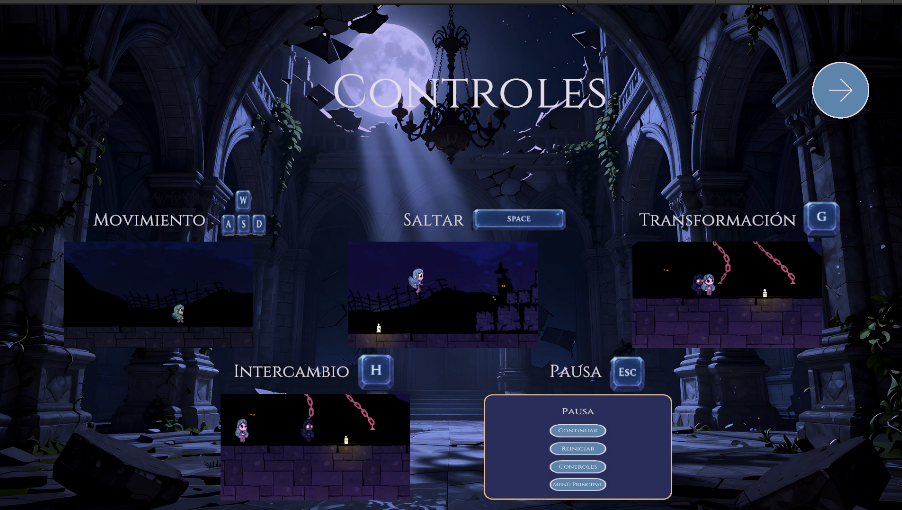 Controles
W
Movimiento A S D
Saltar SPACE
Transformación G
Intercambio H
Pausa Esc
Pausa
Continuar
Reiniciar
Controles
Menú Principal